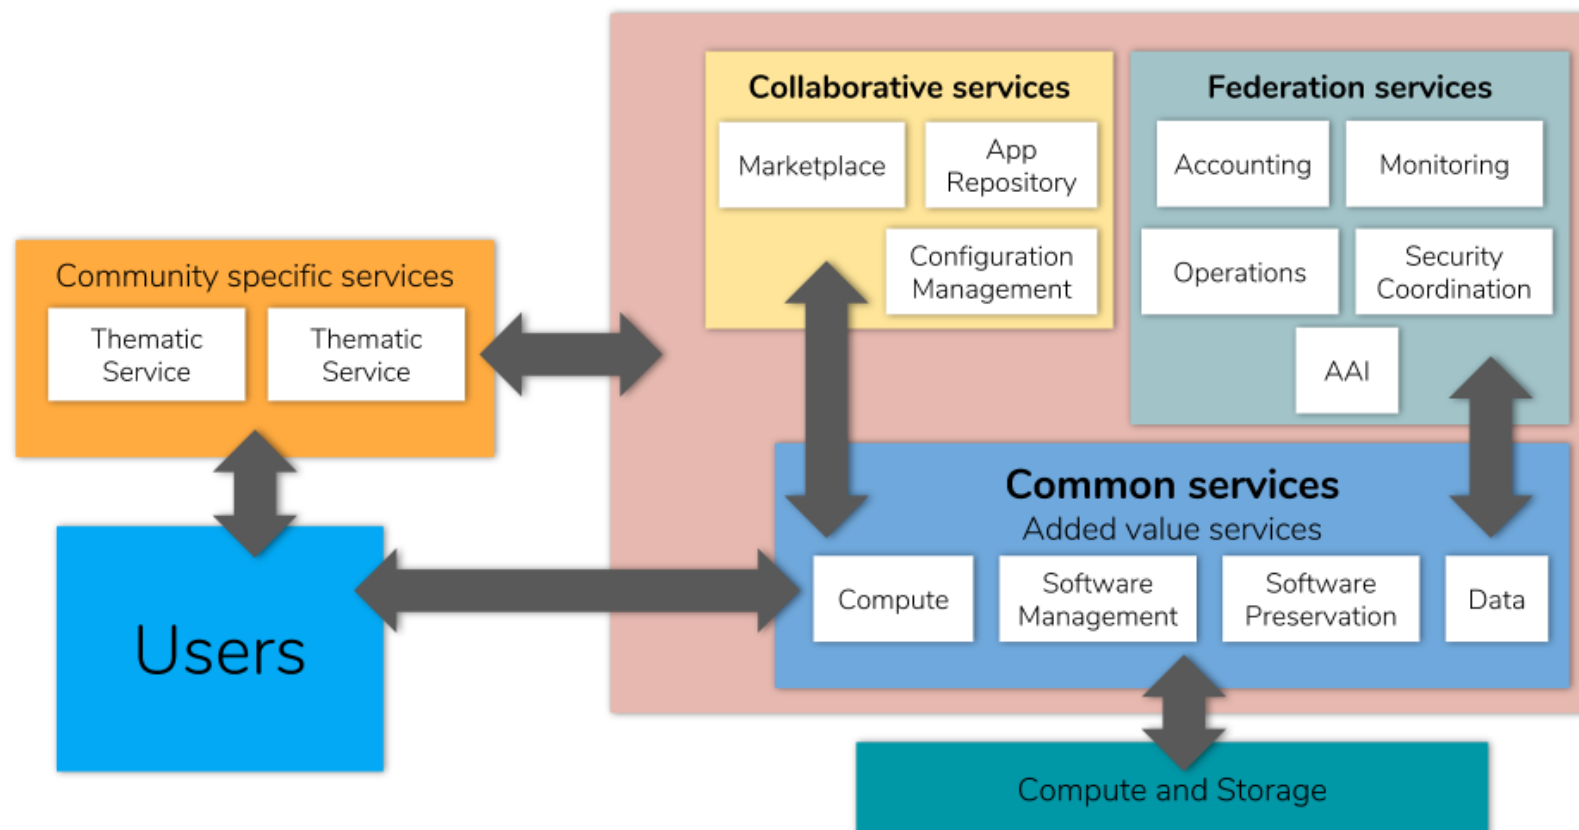 Collaborative services
Marketplace
App
Repository
Configuration
Management
Federation services
Accounting
Monitoring
Operations
Security
Coordination
AAI
Community specific services
Thematic
Service
Thematic
Service
Common services
Added value services
Compute
Software
Management
Software
Preservation
Data
Users
Compute and Storage